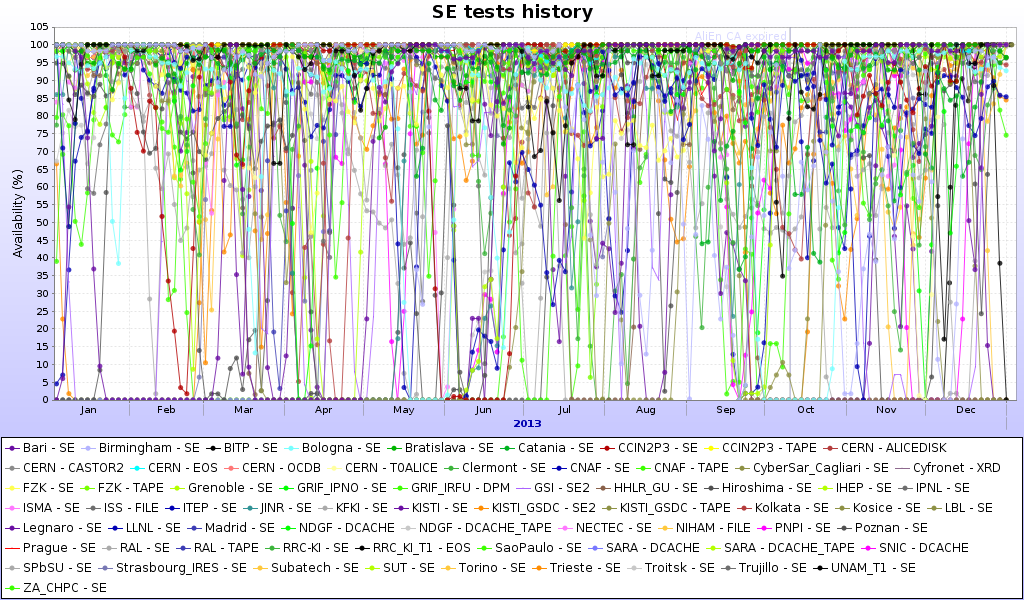 SE tests history
AliEn CA expired
Availability (%)
105
100
95
90
85
80
75
70
65
60
55
50
45
40
35
30
25
20
15
10
5
0
Jan Feb Mar Apr May Jun Jul Aug Sep Oct Nov Dec
2013
Bari - SE Birmingham - SE BITP - SE Bologna - SE Bratislava - SE Catania - SE CCIN2P3 - SE CCIN2P3 - TAPE CERN - ALICEDISK
CERN - CASTOR2 CERN - EOS CERN - OCDB CERN - T0ALICE Clermont - SE CNAF - SE CNAF - TAPE CyberSar_Cagliari - SE Cyfronet - XRD
FZK - SE FZK - TAPE Grenoble - SE GRIF_IPNO - SE GRIF_IRFU - DPM GSI - SE2 HHLR_GU - SE Hiroshima - SE IHEP - SE IPNL - SE
ISMA - SE ISS - FILE ITEP - SE JINR - SE KFKI - SE KISTI - SE KISTI_GSDC - SE2 KISTI_GSDC - TAPE Kolkata - SE Kosice - SE LBL - SE
Legnaro - SE LLNL - SE Madrid - SE NDGF - DCACHE NDGF - DCACHE_TAPE NECTEC - SE NIHAM - FILE PNPI - SE Poznan - SE
Prague - SE RAL - SE RAL - TAPE RRC-KI - SE RRC_KI_T1 - EOS SaoPaulo - SE SARA - DCACHE SARA - DCACHE_TAPE SNIC - DCACHE
SPbSU - SE Strasbourg_IRES - SE Subatech - SE SUT - SE Torino - SE Trieste - SE Troitsk - SE Trujillo - SE UNAM_T1 - SE
ZA_CHPC - SE